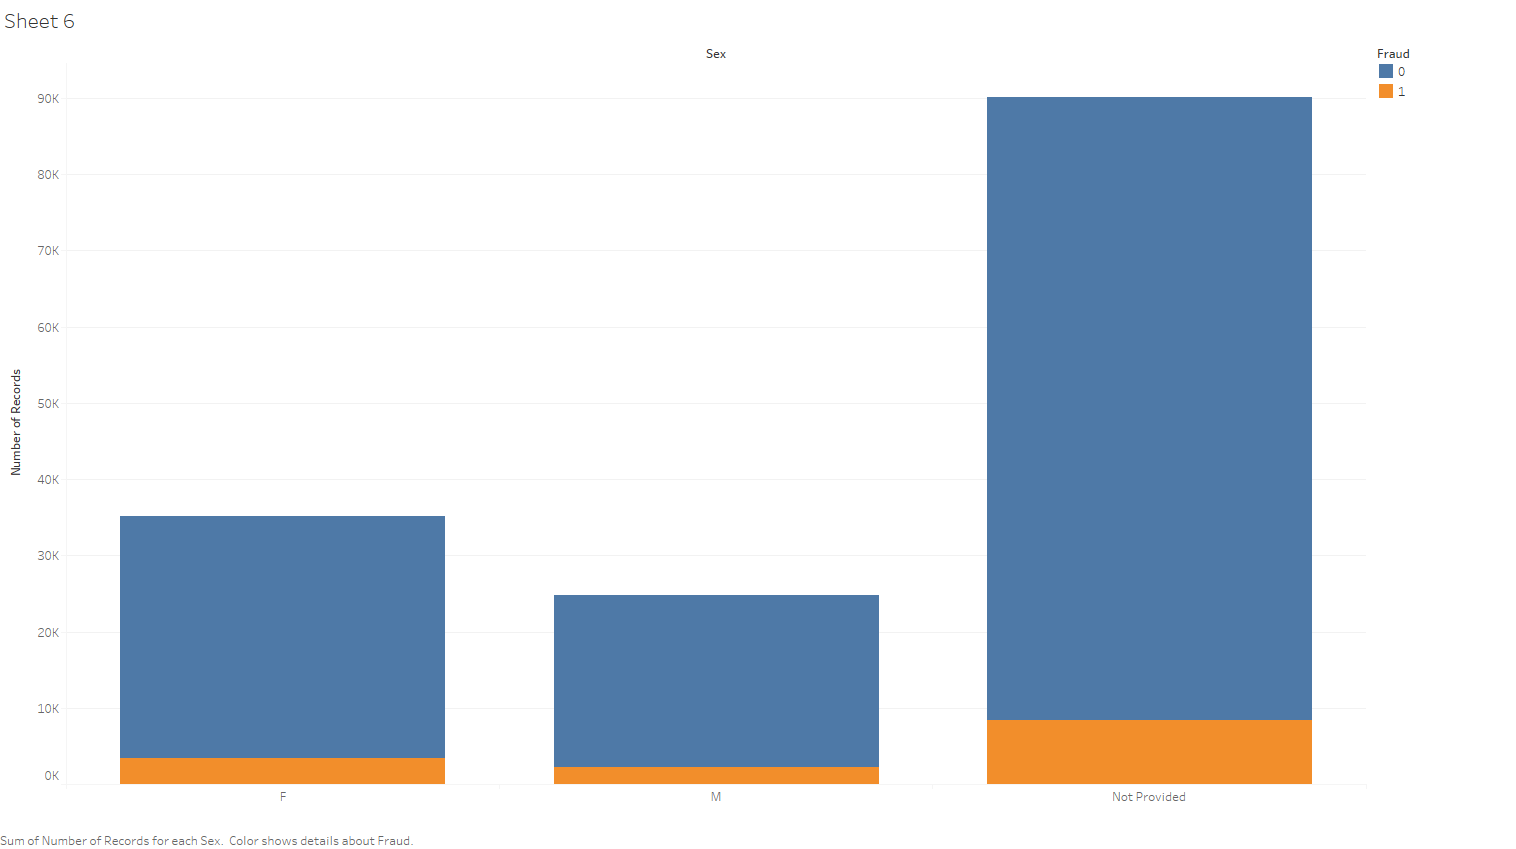 Sheet 6
Sex
Fraud
0
1
90K
80K
70K
60K
50K
40K
30K
20K
10K
0K
Number of Records
F
M
Not Provided
Sum of Number of Records for each Sex.  Color shows details about Fraud.